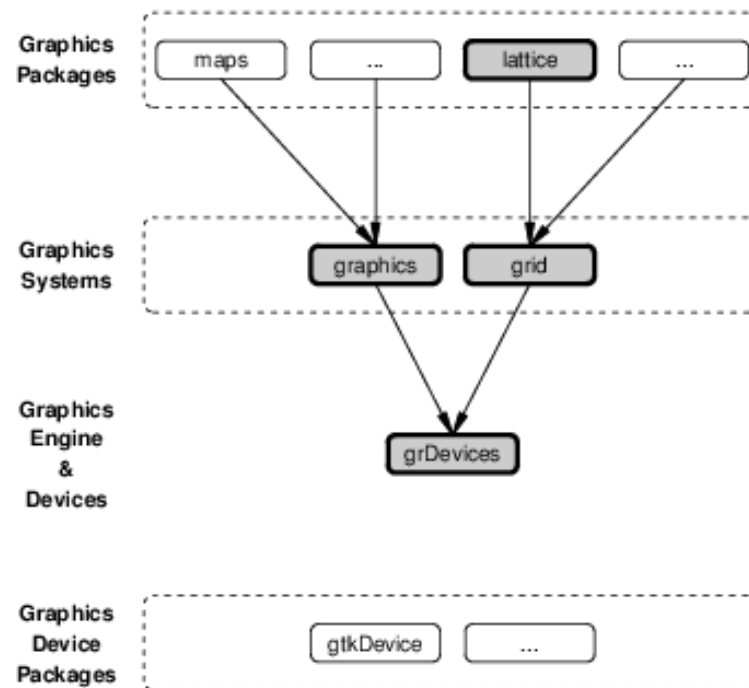 Graphics
Packages
maps
...
lattice
...
Graphics
Systems
graphics
grid
Graphics
Engine
&
Devices
grDevices
Graphics
Device
Packages
gtkDevice
...